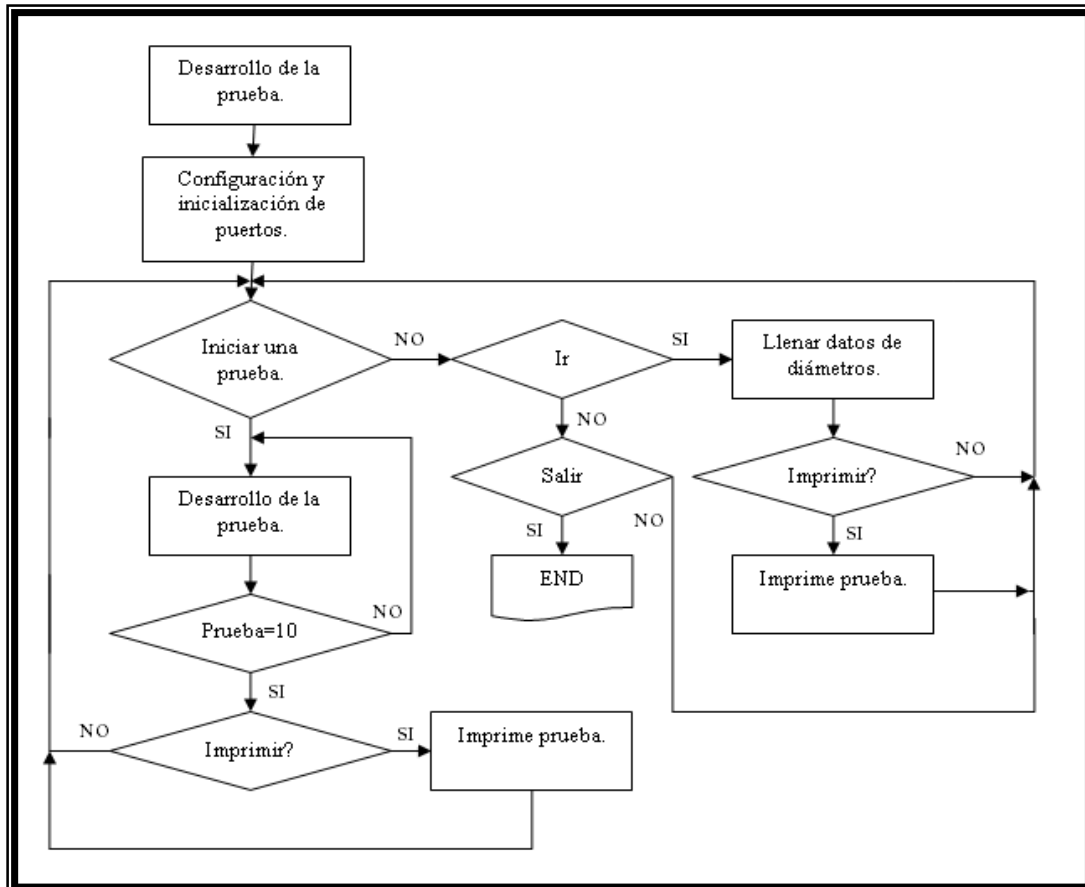 Desarrollo de la
prueba.
Configuración y
inicialización de
puertos.
Iniciar una
prueba.
NO
Ir
SI
Llenar datos de
diámetros.
SI
NO
Salir
Imprimir?
NO
Desarrollo de la
prueba.
SI
NO
SI
END
Imprime prueba.
Prueba=10
NO
SI
NO
Imprimir?
SI
Imprime prueba.